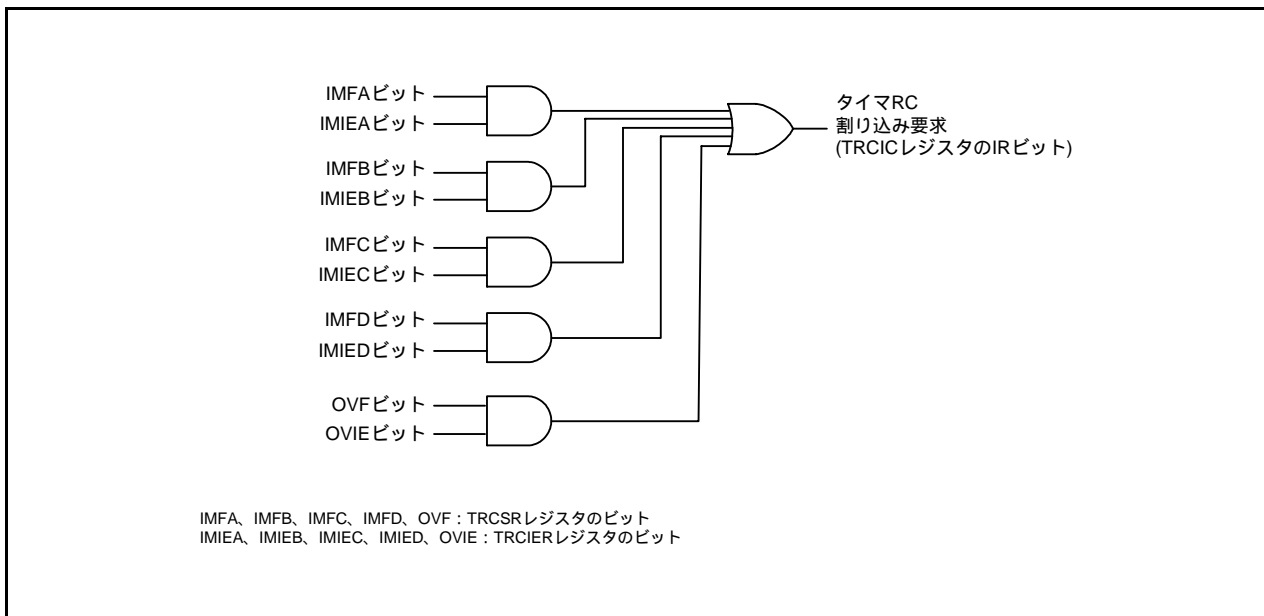 IMFAビット
IMIEAビット
IMFBビット
IMIEBビット
IMFCビット
IMIECビット
IMFDビット
IMIEDビット
OVFビット
OVIEビット
タイマRC
割り込み要求
(TRCICレジスタのIRビット)
IMFA、IMFB、IMFC、IMFD、OVF：TRCSRレジスタのビット
IMIEA、IMIEB、IMIEC、IMIED、OVIE：TRCIERレジスタのビット